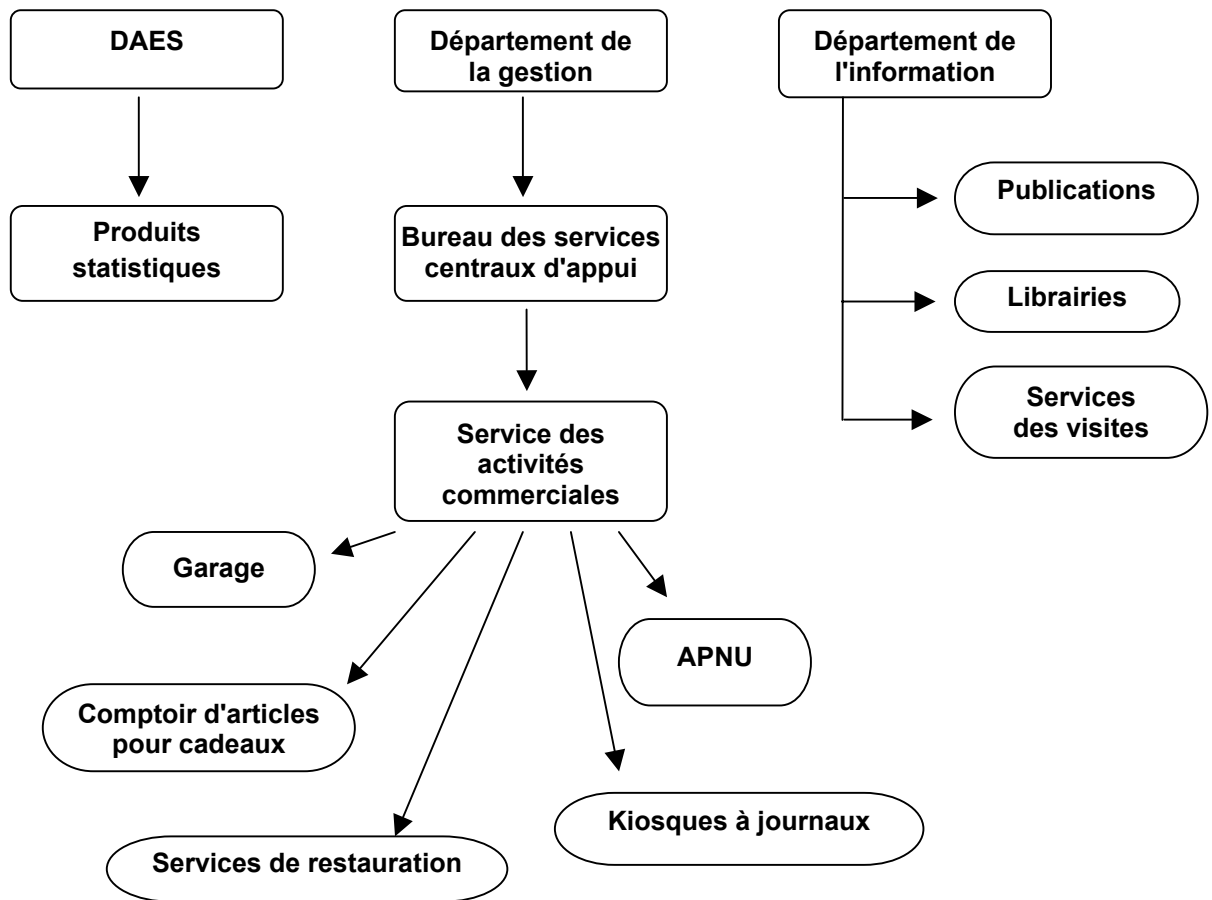 DAES
Département de
la gestion
Département de
l'information
Produits
statistiques
Bureau des services
centraux d'appui
Publications
Librairies
Services
des visites
Service des
activités
commerciales
Garage
APNU
Comptoir d'articles
pour cadeaux
Kiosques à journaux
Services de restauration